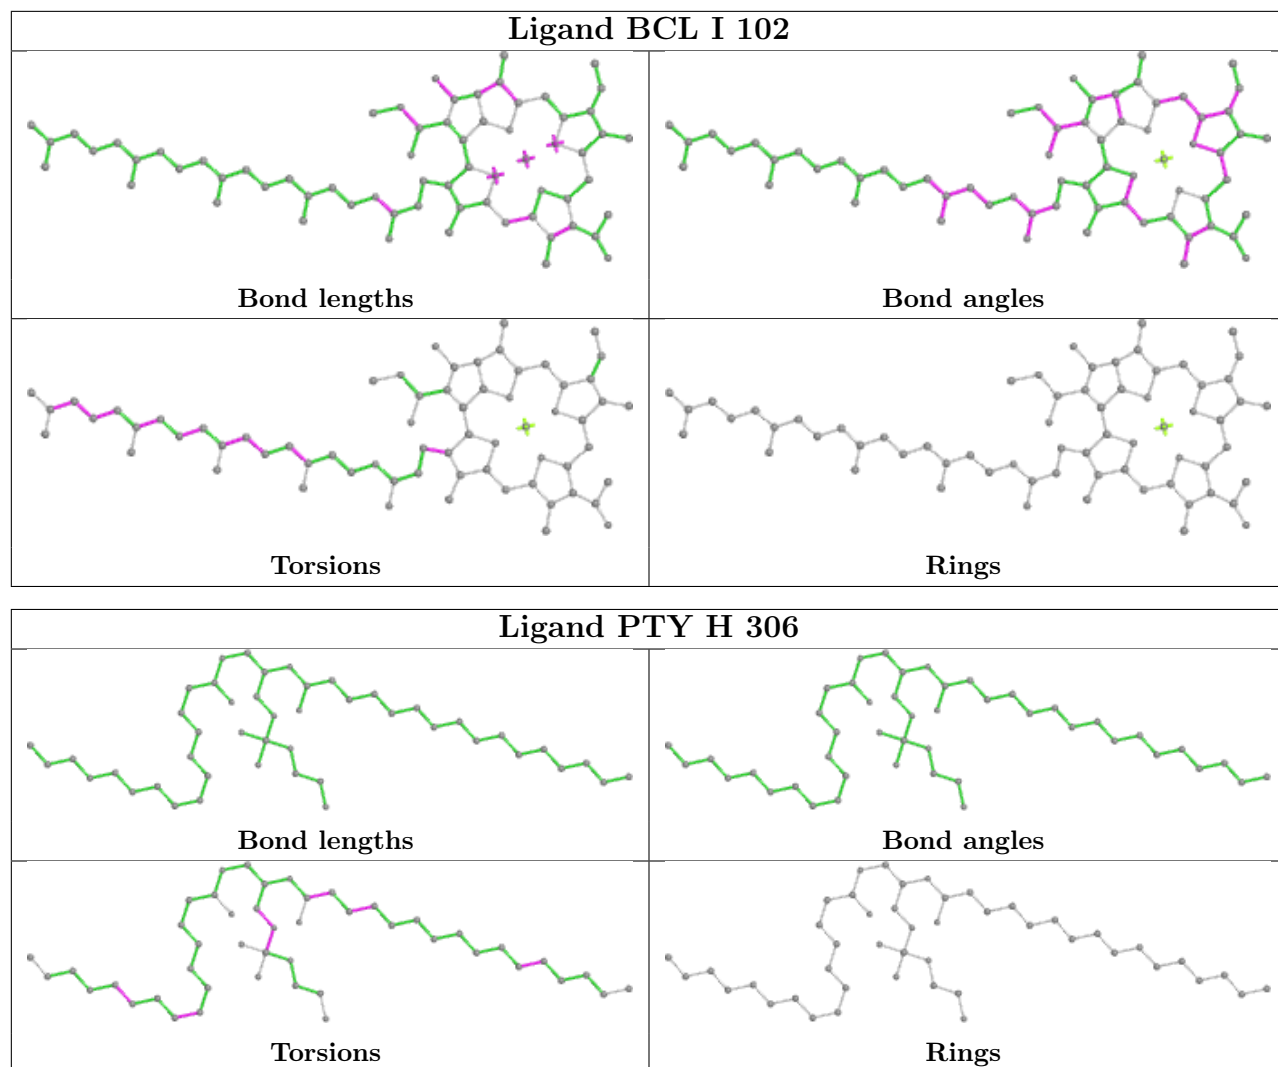 Ligand BCL I 102
Bond lengths
Bond angles
Torsions
Rings
Ligand PTY H 306
Bond lengths
Bond angles
Torsions
Rings